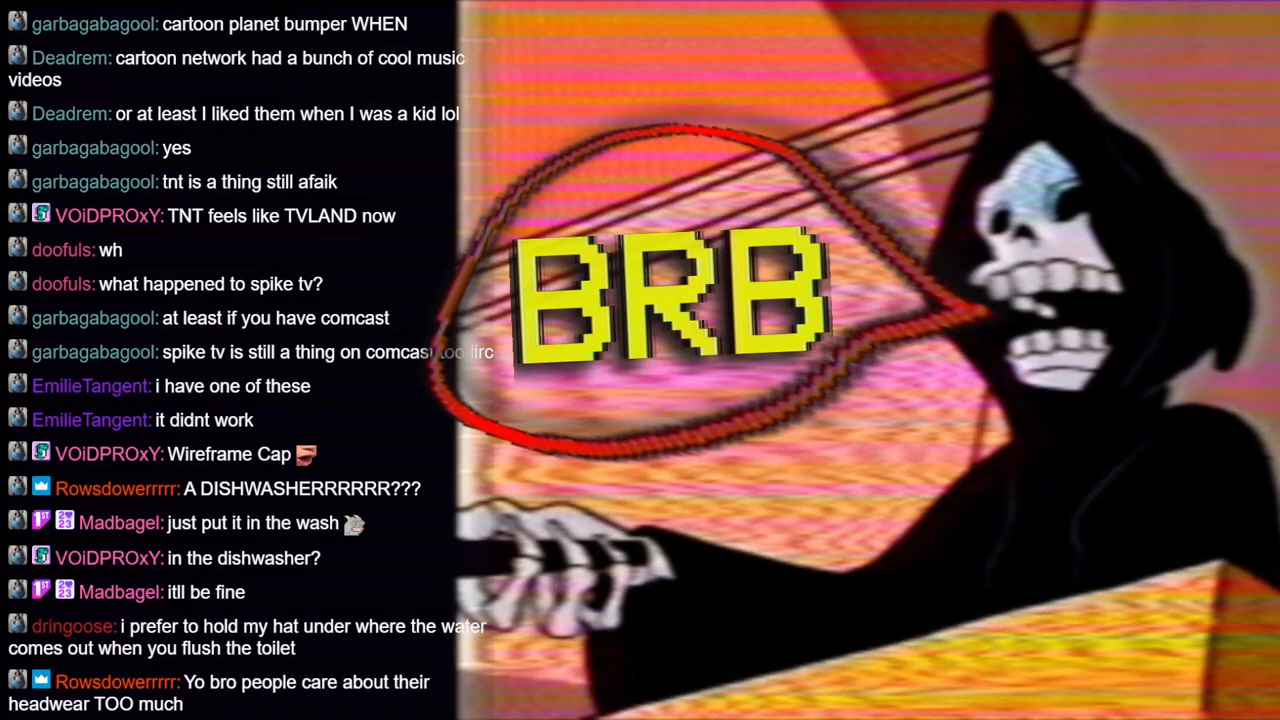 garbagabagool: cartoon planet bumper WHEN
Deadrem: cartoon network had a bunch of cool music
videos
Deadrem: or at least I liked them when I was a kid lol
garbagabagool: yes
garbagabagool: tnt is a thing still afaik
VOiDPROxY: TNT feels like TVLAND now
doofuls: wh
doofuls: what happened to spike tv?
garbagabagool: at least if you have comcast
garbagabagool: spike tv is still a thing on comcast too iirc
EmilieTangent: i have one of these
EmilieTangent: it didnt work
VOiDPROxY: Wireframe Cap
Rowsdowerrrrr: A DISHWASHERRRRRR???
1ST Madbagel: just put it in the wash
VOiDPROxY: in the dishwasher?
1ST Madbagel: itll be fine
dringoose: i prefer to hold my hat under where the water
comes out when you flush the toilet
Rowsdowerrrrr: Yo bro people care about their
headwear TOO much
BRB